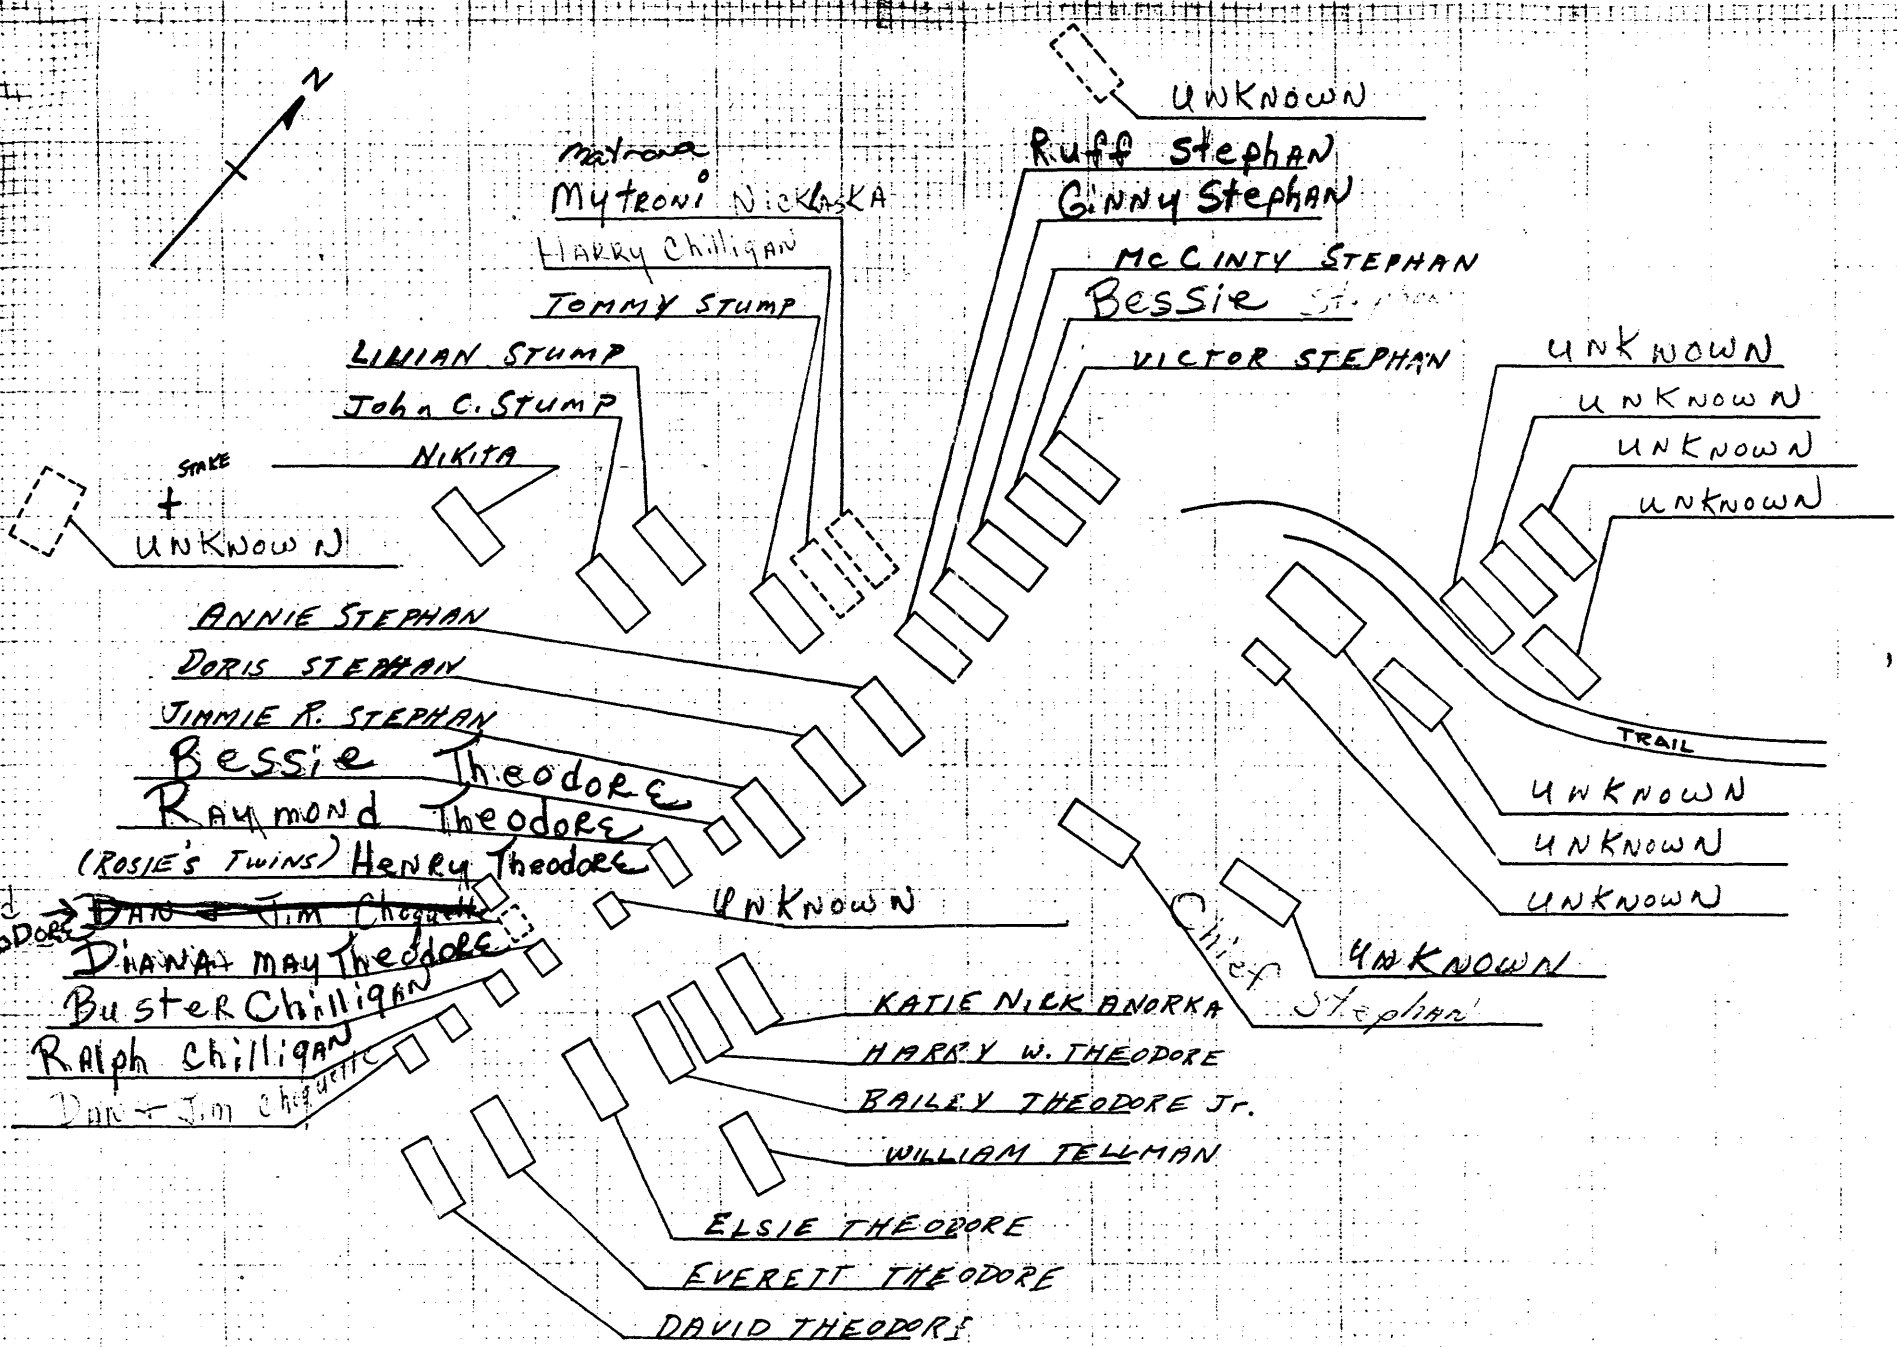 N
UNKNOWN
Matrona
Mytroni Nick
HARRY Chilligan
TOMMY STUMP
LILLIAN STUMP
John C. STUMP
NIKITA
STAKE
UNKNOWN
Ruff Stephan
Ginny Stephan
McCINTY STEPHAN
Bessie Stephan
VICTOR STEPHAN
UNKNOWN
UNKNOWN
UNKNOWN
UNKNOWN
ANNIE STEPHAN
DORIS STEPHAN
JIMMIE R. STEPHAN
Bessie Theodore
Raymond Theodore
(ROSIE'S TWINS) Henry Theodore
DAN + Jim Choquette
DIANA + MAY Theodore
Buster Chilligan
Ralph Chilligan
Dan + Jim Choquette
UNKNOWN
TRAIL
UNKNOWN
UNKNOWN
UNKNOWN
UNKNOWN
Chief Stephan
KATIE NICK ANORKA
HARRY W. THEODORE
BAILEY THEODORE Jr.
WILLIAM TELLMAN
ELSIE THEODORE
EVERETT THEODORE
DAVID THEODORE